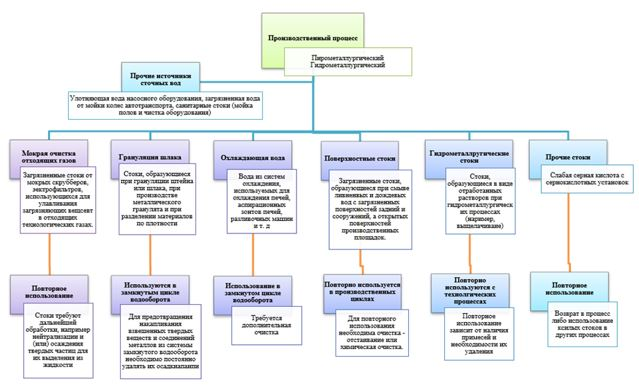 Производственный процесс
Пирометаллургический
Гидрометаллургический
Прочие источники
сточных вод
Уплотняющая вода насосного оборудования, загрязненная вода
от мойки колес автотранспорта, санитарные стоки (мойка
полов и чистка оборудования)
Мокрая очистка
отходящих газов
Загрязненные стоки от
мокрых скрубберов,
электрофильтров,
использующихся для
улавливания
загрязняющих веществ
в отходящих
технологических газах.
Грануляция шлака
Стоки, образующиеся
при грануляции штейна
или шлака, при
производстве
металлического
гранулята и при
разделении материалов
по плотности
Охлаждающая вода
Вода из систем
охлаждения,
используемых для
охлаждения печей,
аспирационных
зонтов печей,
разливочных машин
и т. д
Поверхностные стоки
Загрязненные стоки,
образующиеся при смыве
ливневых и дождевых
вод с загрязненных
поверхностей зданий и
сооружений, а открытых
поверхностей
производственных
площадок.
Гидрометаллургические
стоки
Стоки,
образующиеся в виде
отработанных
растворов при
гидрометаллургическ
их процессах
(например,
выщелачивание)
Прочие стоки
Слабая серная кислота с
сернокислотных установок
Повторное
использование
Стоки требуют
дальнейшей
обработки, например
нейтрализации и
(или) осаждения
твердых частиц для
их выделения из
жидкости
Используются в
замкнутым цикле
водооборота
Для предотвращения
накапливания
взвешенных твердых
веществ и соединений
металлов из системы
замкнутого водооборота
необходимо постоянно
удалять их
Использование в
замкнутом цикле
водооборота
Требуется
дополнительная
очистка
Повторно используется
в производственных
циклах
Для повторного
использования
необходима очистка -
отстаивание или
химическое очистка.
Повторно
используются с
технологических
процессах
Повторное
использование
зависит от наличия
примесей и
необходимости их
удаления
Повторное
использование
Возврат в процесс
либо использование
стоков в
других процессах